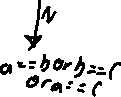 N
a==b or b==c
or a==c